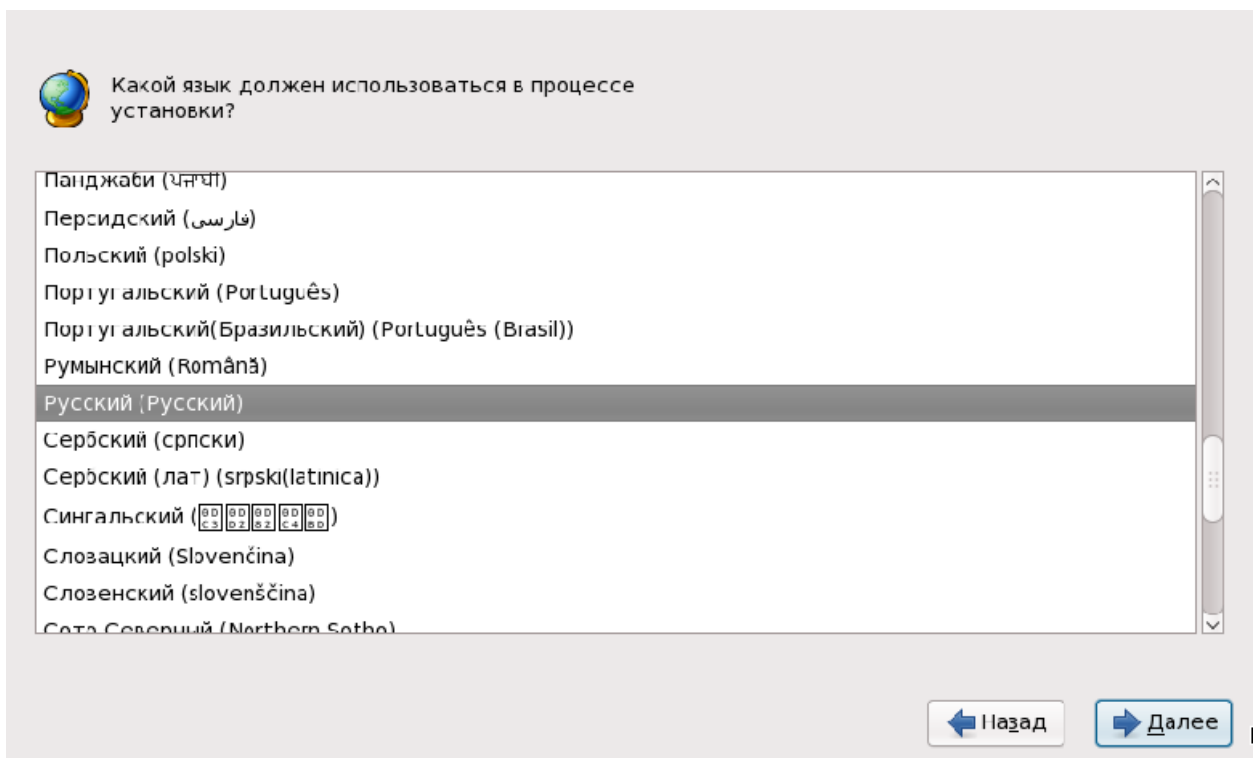 Какой язык должен использоваться в процессе
установки?
Панджаби (ਪੰਜਾਬੀ)
Персидский (فارسی)
Польский (polski)
Португальский (Português)
Португальский(Бразильский) (Português (Brasil))
Румынский (Română)
Русский (Русский)
Сербский (српски)
Сербский (лат) (srpski(latinica))
Сингальский
Словацкий (Slovenčina)
Словенский (slovenščina)
Сото Северный (Northern Sotho)
Назад
Далее